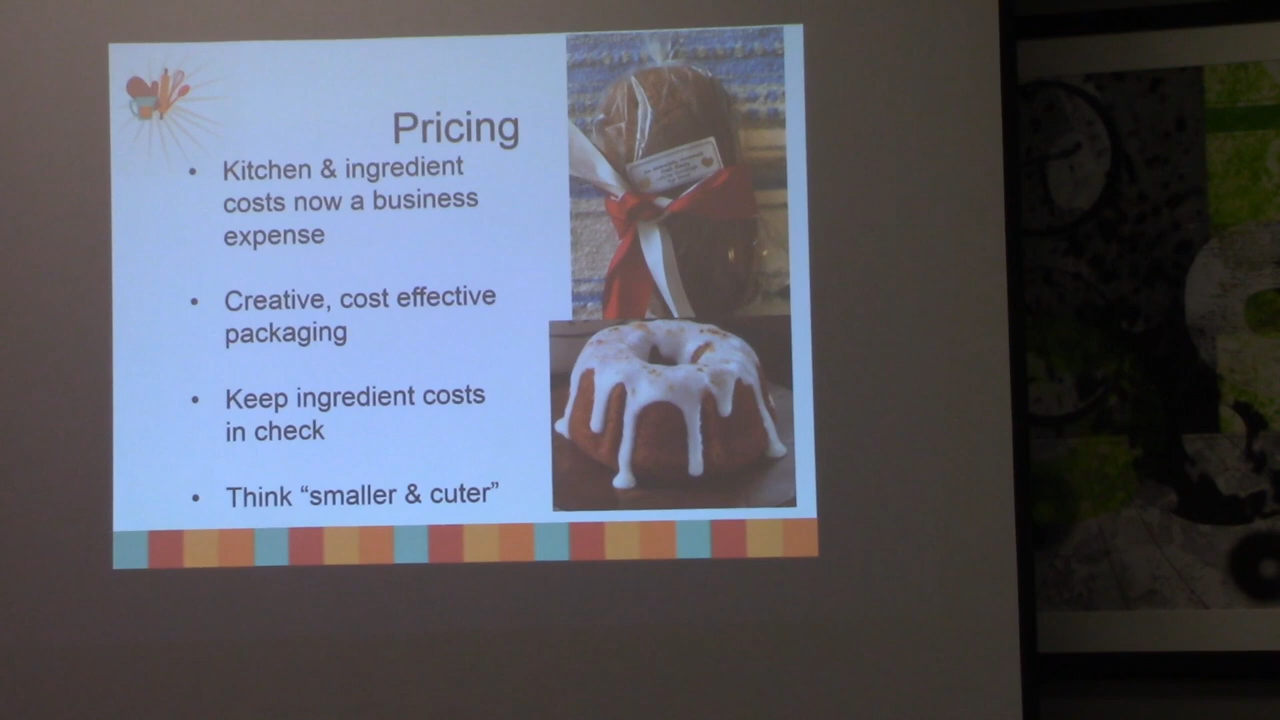 Pricing
• Kitchen & ingredient
costs now a business
expense
• Creative, cost effective
packaging
• Keep ingredient costs
in check
• Think “smaller & cuter”